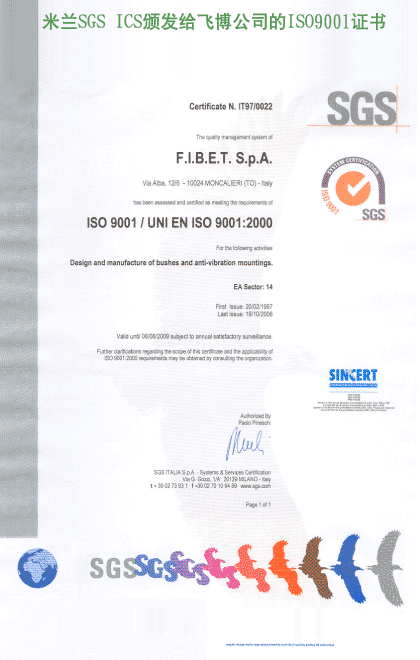 米兰SGS ICS颁发给飞博公司的ISO9001证书
Certificate N. IT97/0022
SGS
The quality management system of
F.I.B.E.T. S.p.A.
Via Alba, 12/6 - 10024 MONCALIERI (TO) - Italy
SYSTEM CERTIFICATION
ISO 9001
SGS
has been assessed and certified as meeting the requirements of
ISO 9001 / UNI EN ISO 9001:2000
For the following activities
Design and manufacture of bushes and anti-vibration mountings.
EA Sector: 14
First Issue: 20/02/1997
Last Issue: 18/10/2006
Valid until 06/06/2009 subject to annual satisfactory surveillance.
Further clarifications regarding the scope of this certificate and the applicability of
ISO 9001:2000 requirements may be obtained by consulting the organization.
SINCERT
Authorized By
Paolo Pineschi
SGS ITALIA S.p.A. - Systems & Services Certification
Via G. Gozzi, 1/A 20129 MILANO - Italy
t + 39 02 73 93 1 f +39 02 70 10 94 89 www.sgs.com
Page 1 of 1
SGS SGS SGS